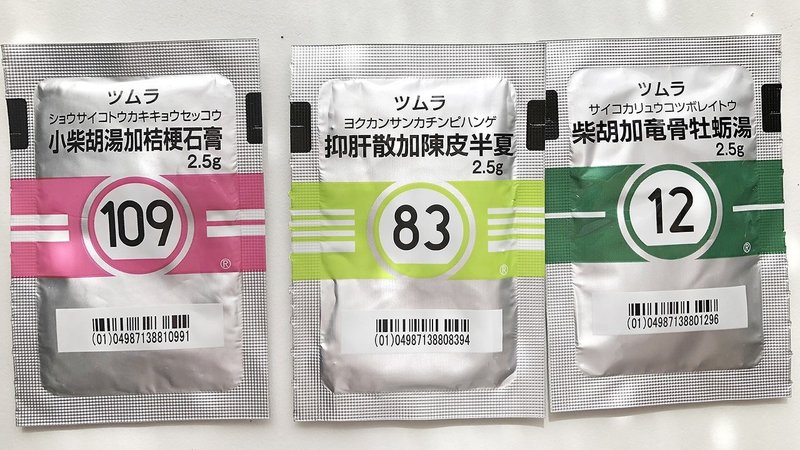 ツムラ
ショウサイコトウカキキョウセッコウ
小柴胡湯加桔梗石膏
2.5g
109
®
(01)04987138810991
ツムラ
ヨクカンサンカチンピハンゲ
抑肝散加陳皮半夏
2.5g
83
®
(01)04987138808394
ツムラ
サイコカリュウコツボレイトウ
柴胡加竜骨牡蛎湯
2.5g
12
®
(01)04987138801296